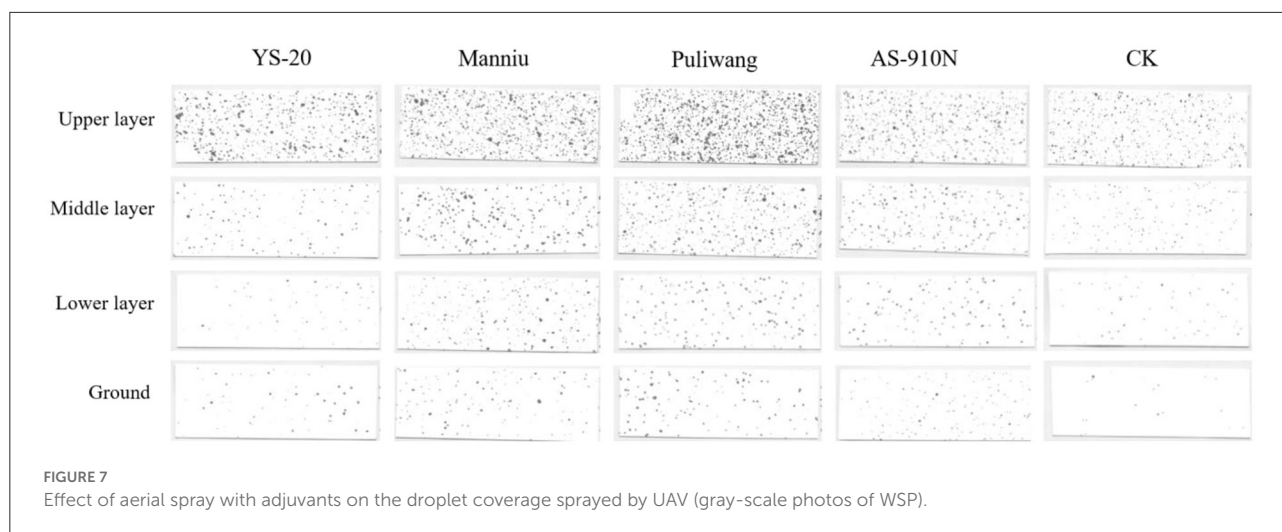 YS-20 Manniu Puliwang AS-910N CK
Upper layer
Middle layer
Lower layer
Ground
FIGURE 7
Effect of aerial spray with adjuvants on the droplet coverage sprayed by UAV (gray-scale photos of WSP).